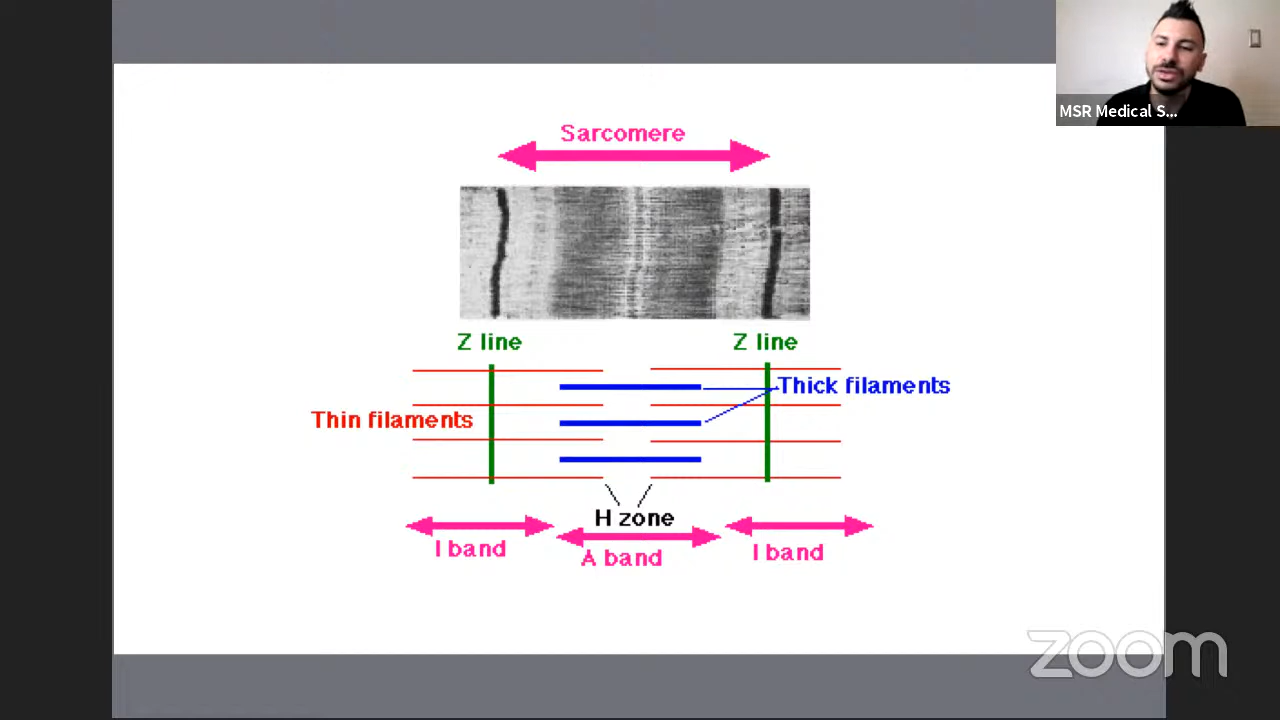 MSR Medical S...
Sarcomere
Z line
Z line
Thick filaments
Thin filaments
H zone
I band
A band
I band
zoom